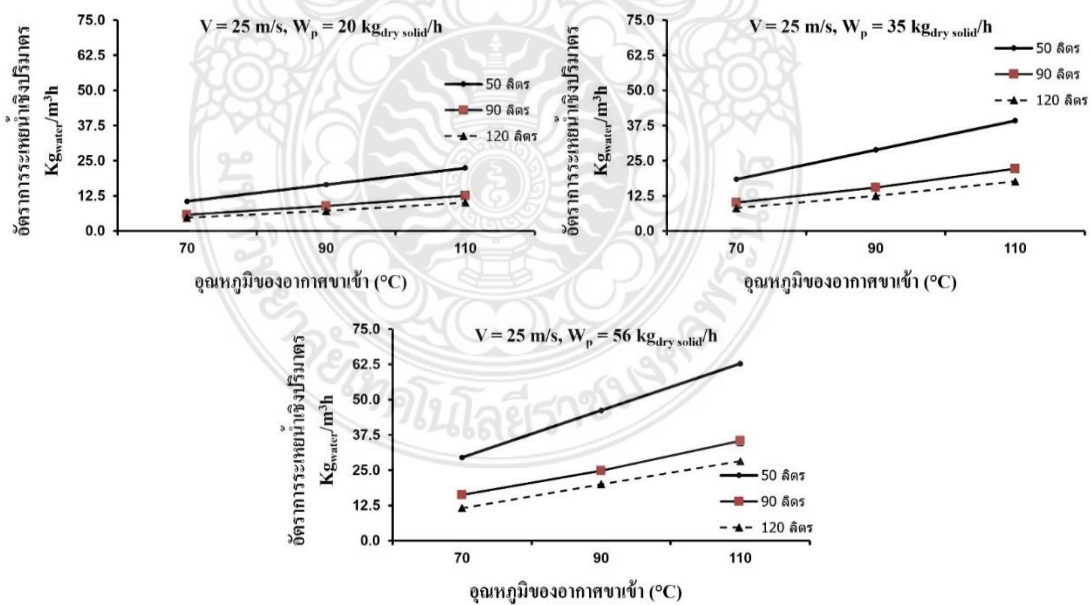 V = 25 m/s, Wp = 20 kgdry solid/h
อัตราการระเหยน้ำเชิงปริมาตร
Kgwater/m³h
75.0
62.5
50.0
37.5
25.0
12.5
0.0
50 ลิตร
90 ลิตร
120 ลิตร
70 90 110
อุณหภูมิของอากาศขาเข้า (°C)
V = 25 m/s, Wp = 35 kgdry solid/h
อัตราการระเหยน้ำเชิงปริมาตร
Kgwater/m³h
75.0
62.5
50.0
37.5
25.0
12.5
0.0
50 ลิตร
90 ลิตร
120 ลิตร
70 90 110
อุณหภูมิของอากาศขาเข้า (°C)
V = 25 m/s, Wp = 56 kgdry solid/h
อัตราการระเหยน้ำเชิงปริมาตร
Kgwater/m³h
75.0
62.5
50.0
37.5
25.0
12.5
0.0
50 ลิตร
90 ลิตร
120 ลิตร
70 90 110
อุณหภูมิของอากาศขาเข้า (°C)